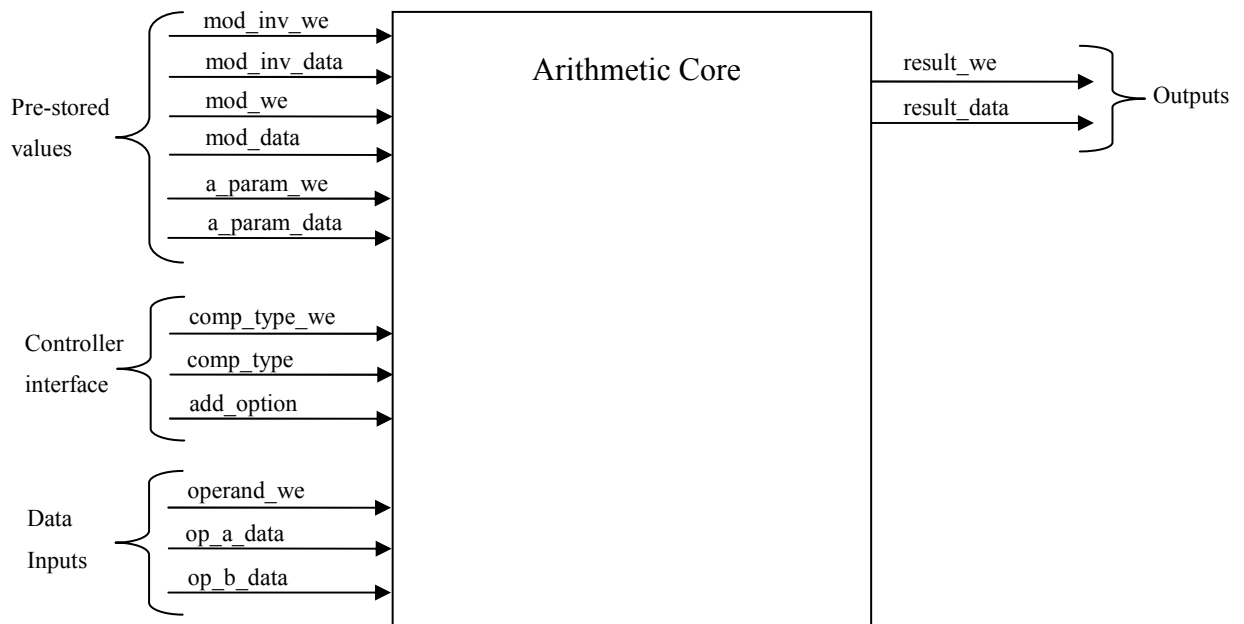 Pre-stored
values
mod_inv_we
mod_inv_data
mod_we
mod_data
a_param_we
a_param_data
Controller
interface
comp_type_we
comp_type
add_option
Data
Inputs
operand_we
op_a_data
op_b_data
Arithmetic Core
result_we
result_data
Outputs